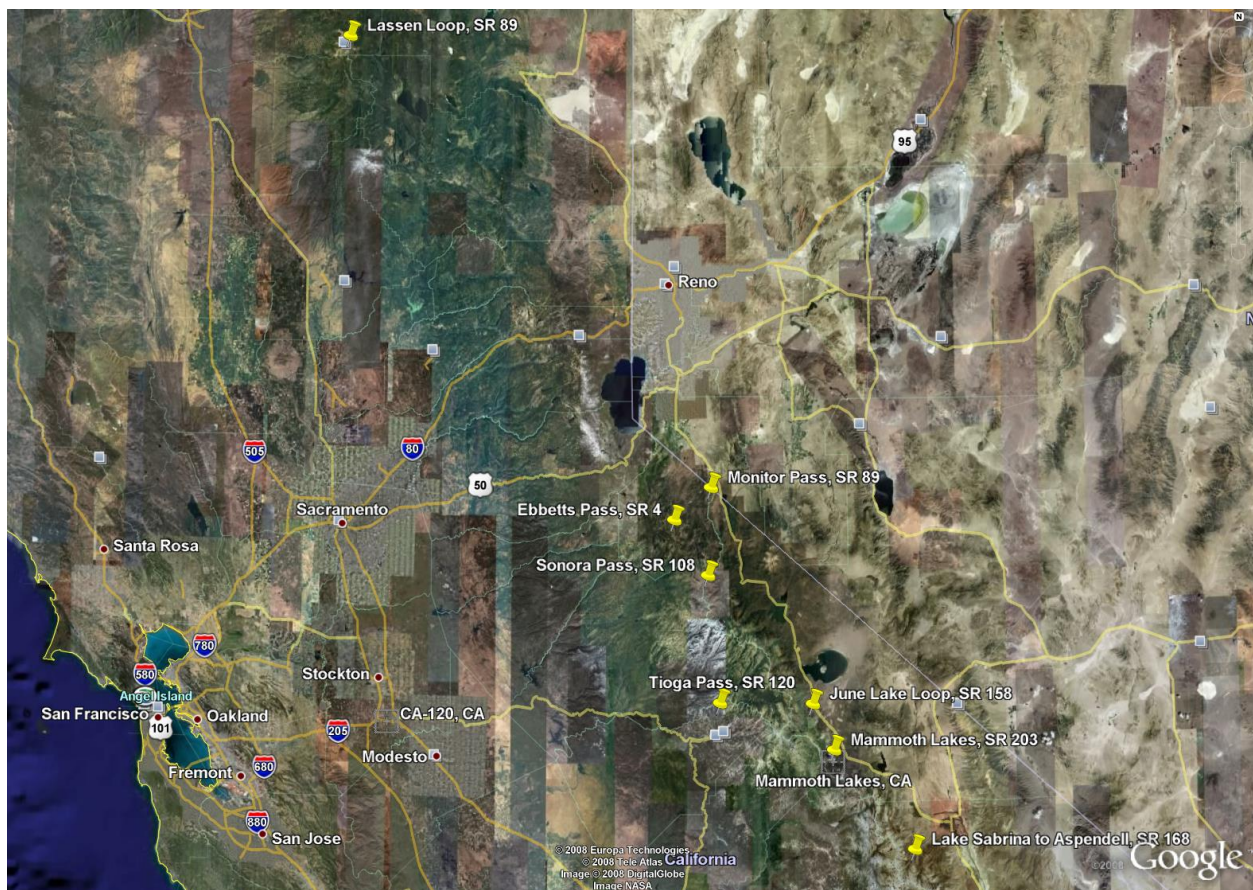 N
Lassen Loop, SR 89
95
Reno
505
80
50
Monitor Pass, SR 89
Sacramento
Ebbetts Pass, SR 4
Santa Rosa
Sonora Pass, SR 108
780
580
Stockton
Tioga Pass, SR 120
Angel Island
June Lake Loop, SR 158
San Francisco
Oakland
CA-120, CA
101
205
Mammoth Lakes, SR 203
Modesto
680
Fremont
Mammoth Lakes, CA
880
San Jose
Lake Sabrina to Aspendell, SR 168
© 2008 Europa Technologies
© 2008 Tele Atlas
California
Image © 2008 DigitalGlobe
Image NASA
©2008 Google